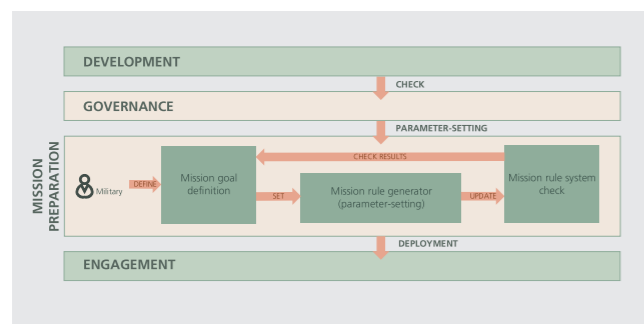 DEVELOPMENT
CHECK
GOVERNANCE
PARAMETER-SETTING
MISSION
PREPARATION
CHECK RESULTS
Military
DEFINE
Mission goal
definition
SET
Mission rule generator
(parameter-setting)
UPDATE
Mission rule system
check
DEPLOYMENT
ENGAGEMENT